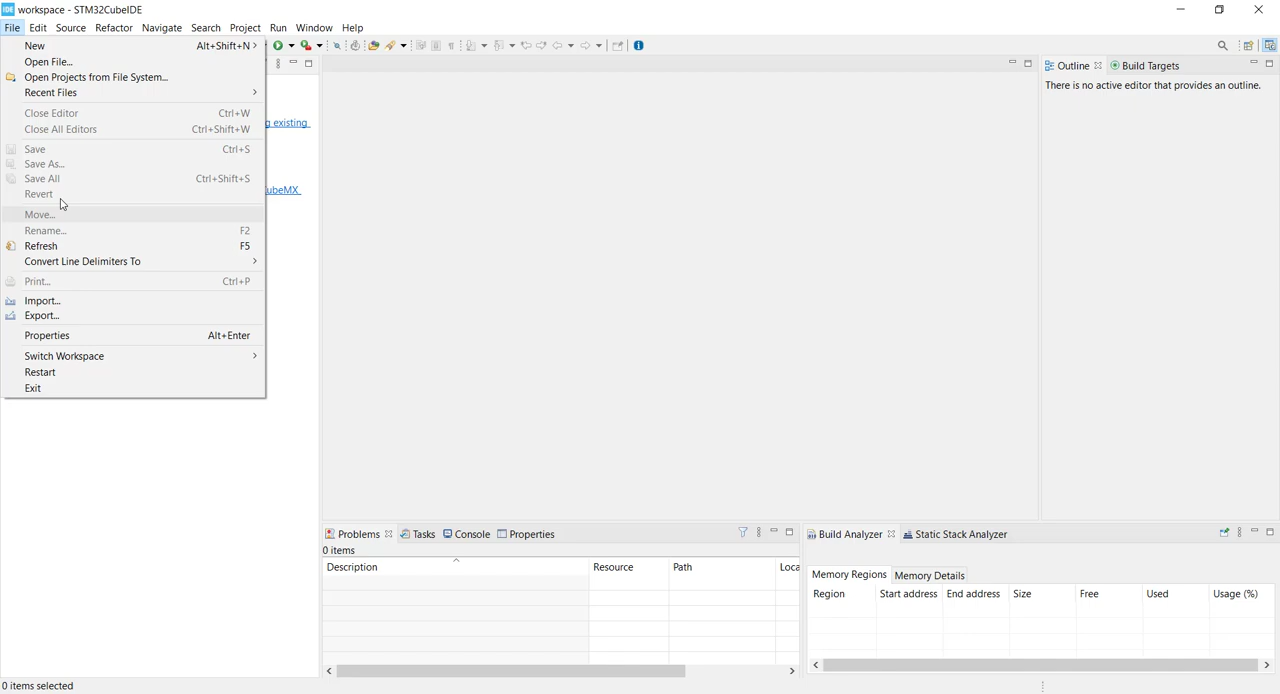 IDE workspace - STM32CubeIDE
File Edit Source Refactor Navigate Search Project Run Window Help
New Alt+Shift+N
Open File...
Open Projects from File System...
Recent Files
Close Editor Ctrl+W
Close All Editors Ctrl+Shift+W
Save Ctrl+S
Save As...
Save All Ctrl+Shift+S
Revert
Move...
Rename... F2
Refresh F5
Convert Line Delimiters To
Print... Ctrl+P
Import...
Export...
Properties Alt+Enter
Switch Workspace
Restart
Exit
g existing
CubeMX
Outline Build Targets
There is no active editor that provides an outline.
Problems Tasks Console Properties
0 items
Description Resource Path Loca
Build Analyzer Static Stack Analyzer
Memory Regions Memory Details
Region Start address End address Size Free Used Usage (%)
0 items selected